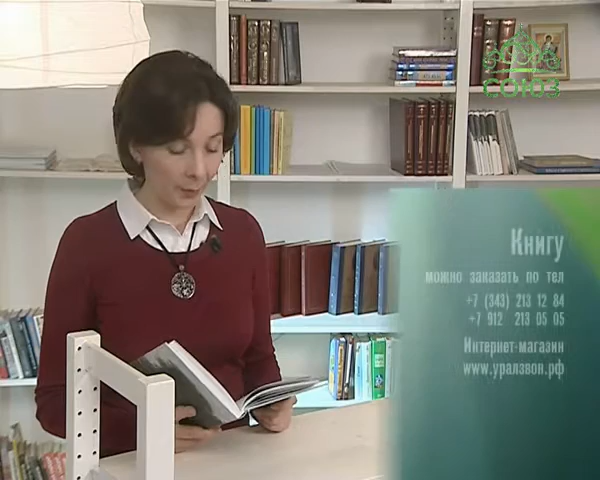 СОЮЗ
Книгу
можно заказать по тел
+7 (343) 213 12 84
+7 912 213 05 05
Интернет-магазин
www.уралзвон.рф